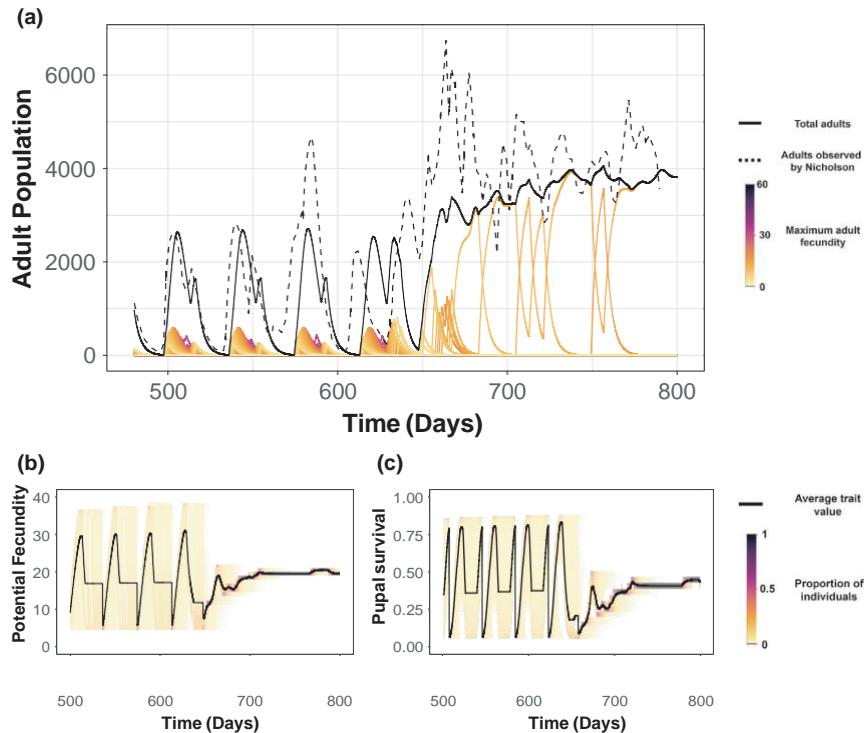 (a)
Adult Population
6000
4000
2000
0
500
600
700
800
Time (Days)
Total adults
Adults observed
by Nicholson
60
30
0
Maximum adult
fecundity
(b)
Potential Fecundity
40
30
20
10
0
500
600
700
800
Time (Days)
(c)
Pupal survival
1.00
0.75
0.50
0.25
0.00
500
600
700
800
Time (Days)
Average trait
value
1
0.5
0
Proportion of
individuals